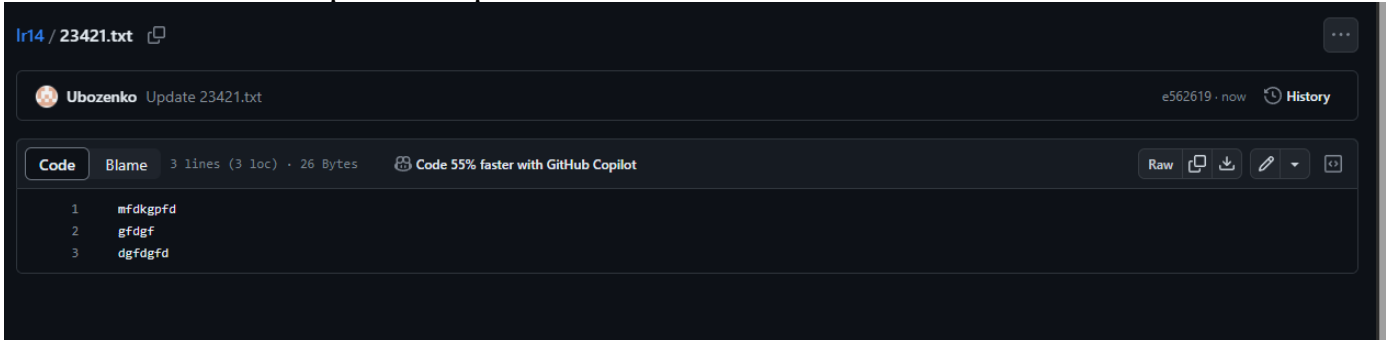 lr14 / 23421.txt
...
Ubozenko Update 23421.txt e562619 · now History
Code Blame 3 lines (3 loc) · 26 Bytes Code 55% faster with GitHub Copilot Raw
1 mfdkgpfd
2 gfdgf
3 dgfdgfd